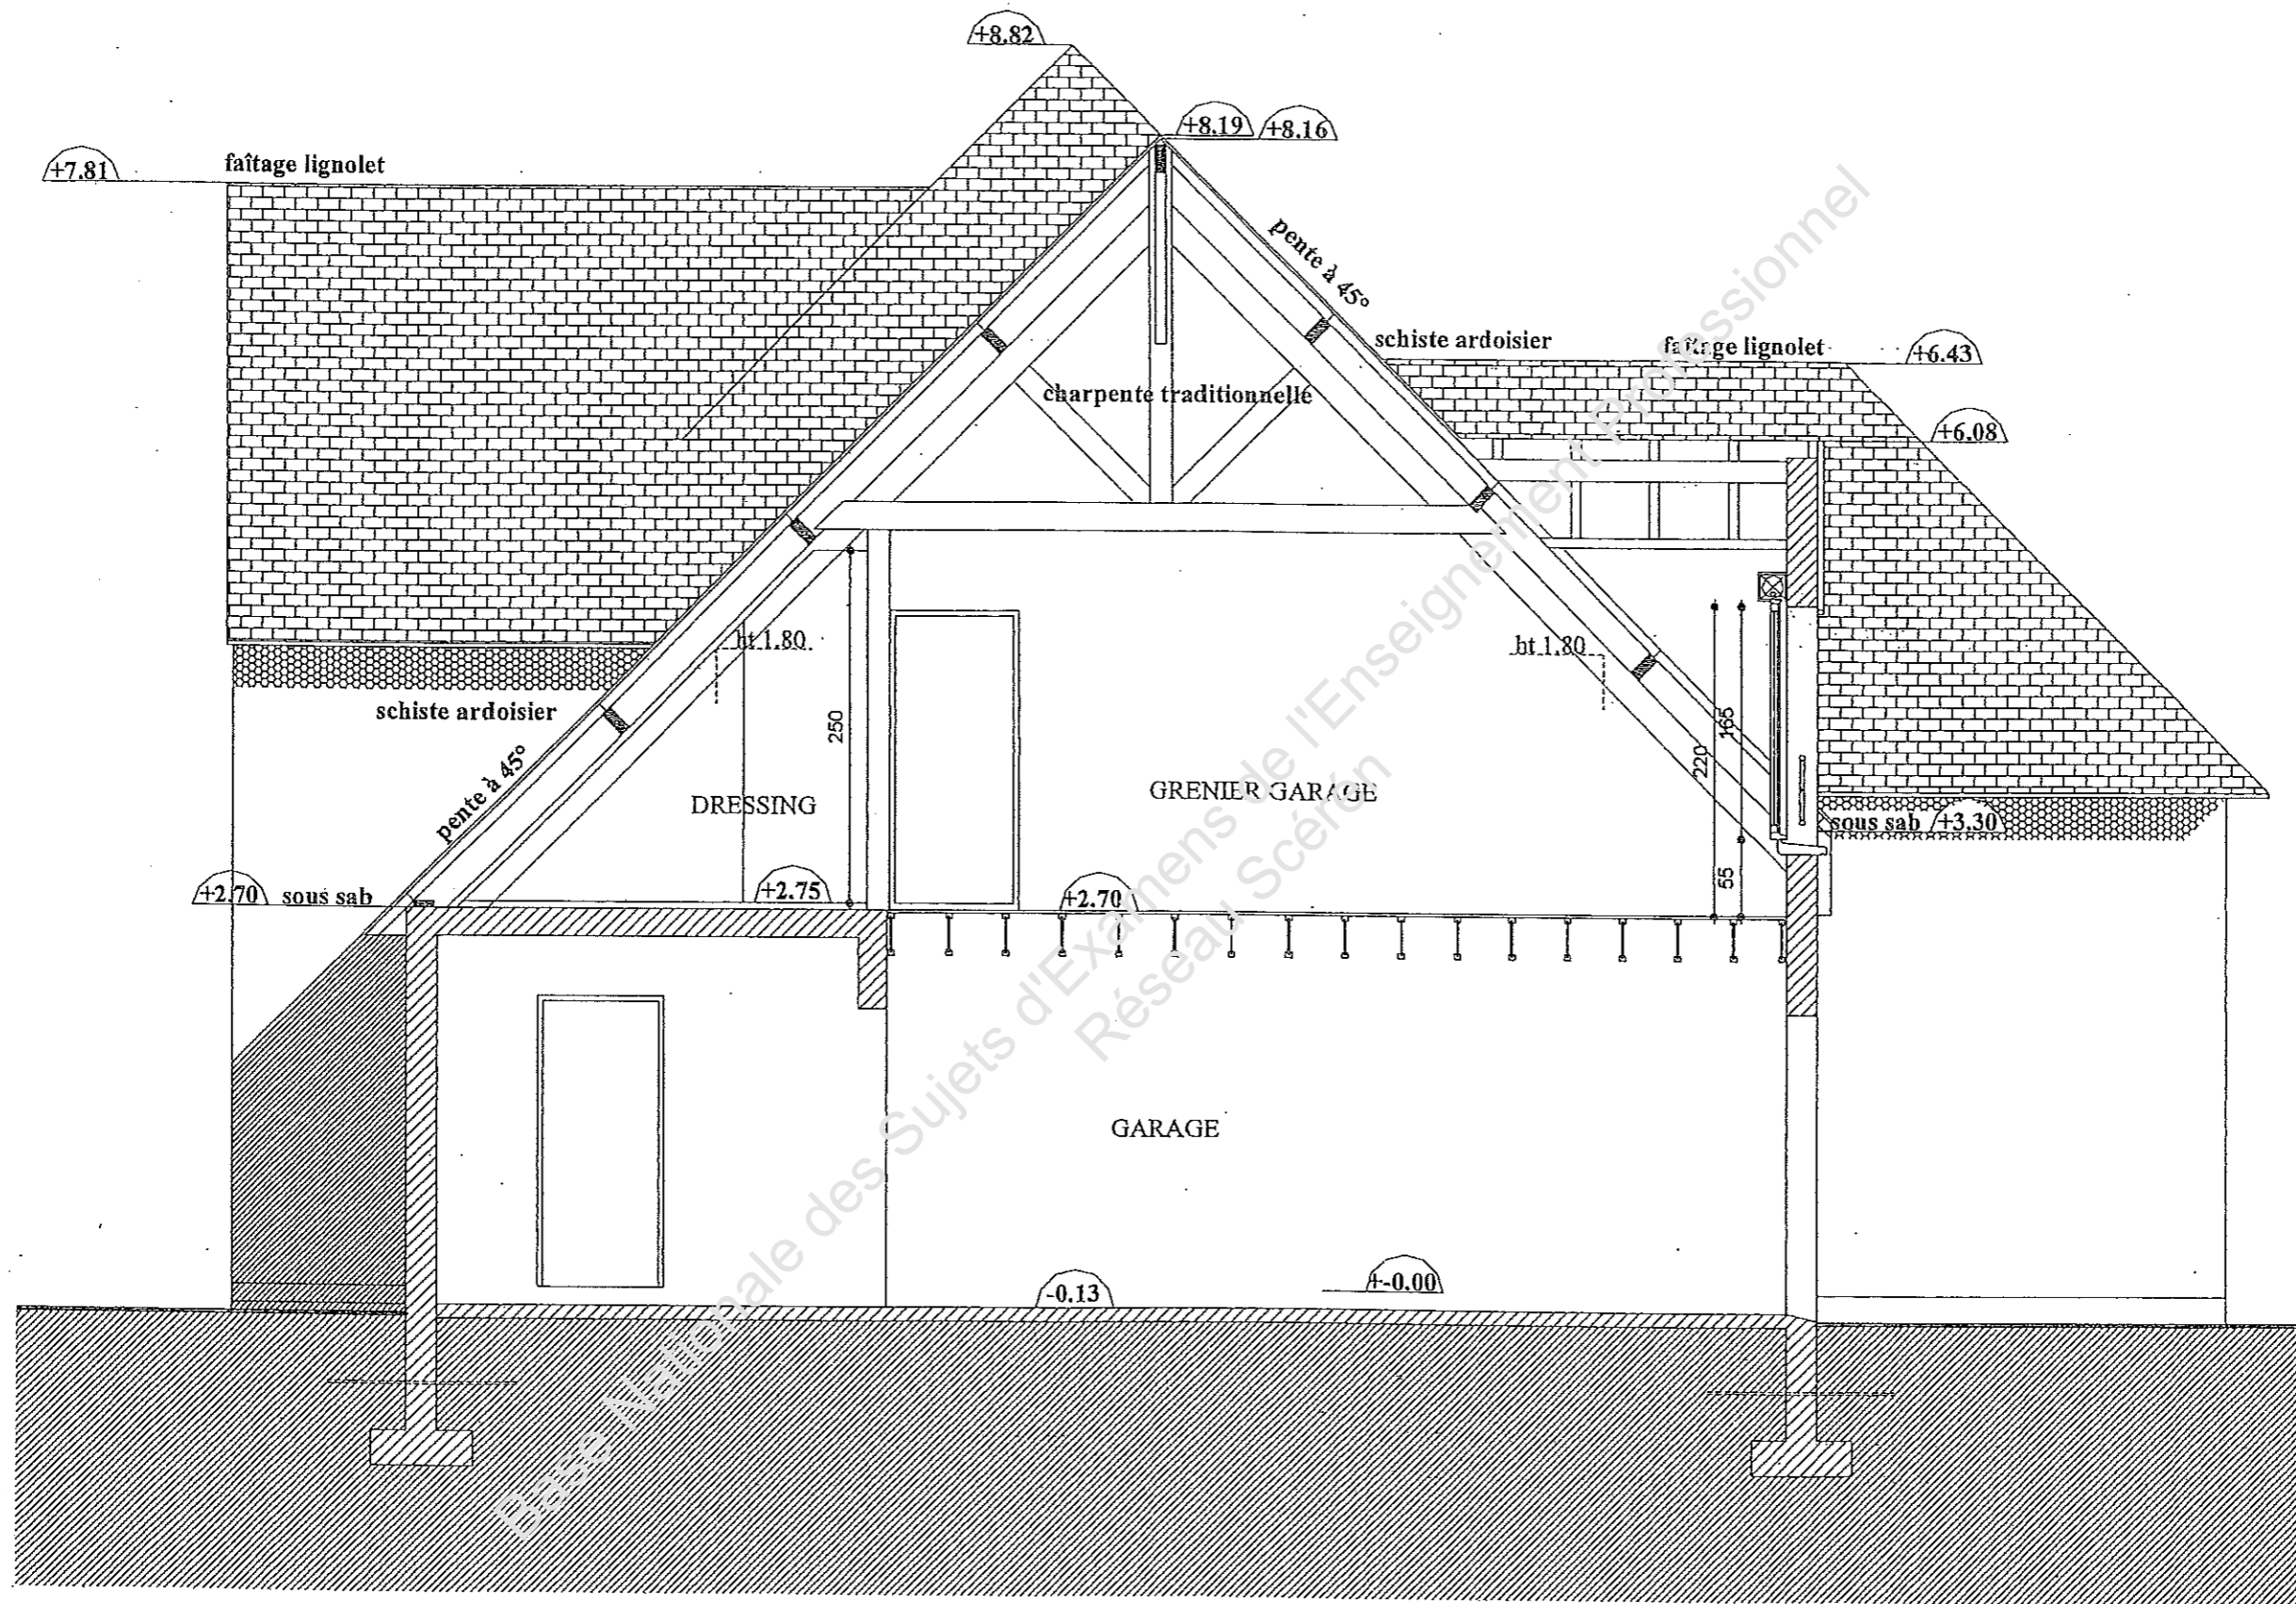 +8.82
+8.19 +8.16
+7.81 faîtage lignolet
pente à 45°
schiste ardoisier
faîtage lignolet
+6.43
charpente traditionnelle
+6.08
ht 1.80
ht 1.80
schiste ardoisier
250
165
220
pente à 45°
DRESSING
GRENIER GARAGE
sous sab +3.30
+2.70 sous sab
+2.75
+2.70
55
GARAGE
-0.13
+-0.00
Base Nationale des Sujets d'Examens de l'Enseignement Professionnel
Réseau Scérén